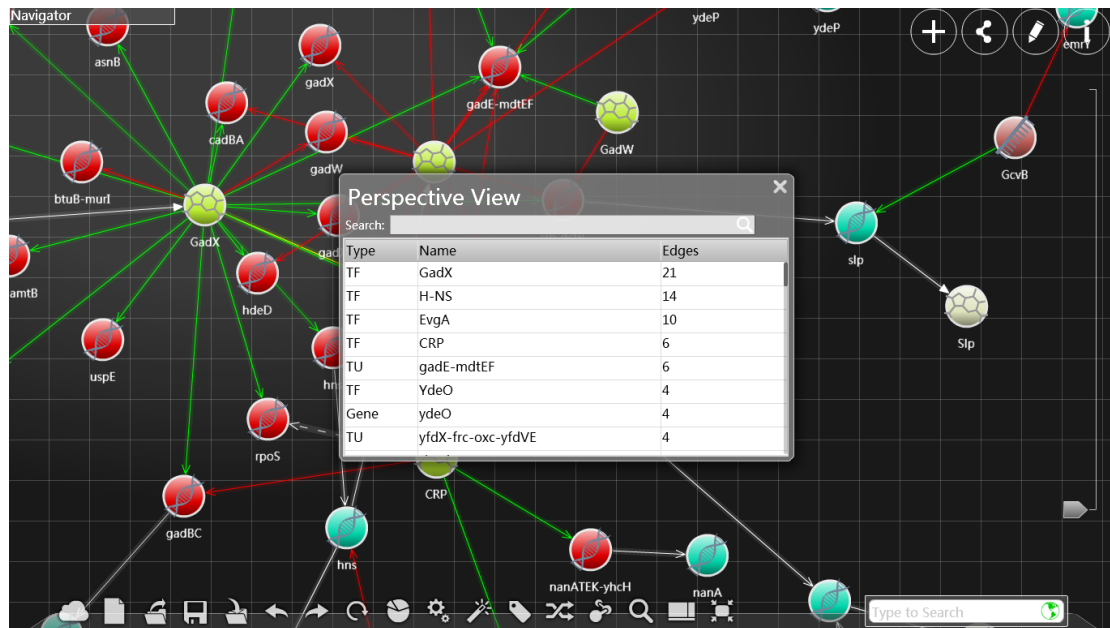 Navigator
ydeP
ydeP
emrY
asnB
gadX
gadE-mdtEF
cadBA
GadW
gadW
GcvB
btuB-murI
Perspective View
Search:
GadX
slp
Type Name Edges
TF GadX 21
TF H-NS 14
TF EvgA 10
TF CRP 6
TU gadE-mdtEF 6
TF YdeO 4
Gene ydeO 4
TU yfdX-frc-oxc-yfdVE 4
gad
amtB
hdeD
Slp
uspE
hn
rpoS
CRP
gadBC
hns
nanATEK-yhcH
nanA
Type to Search